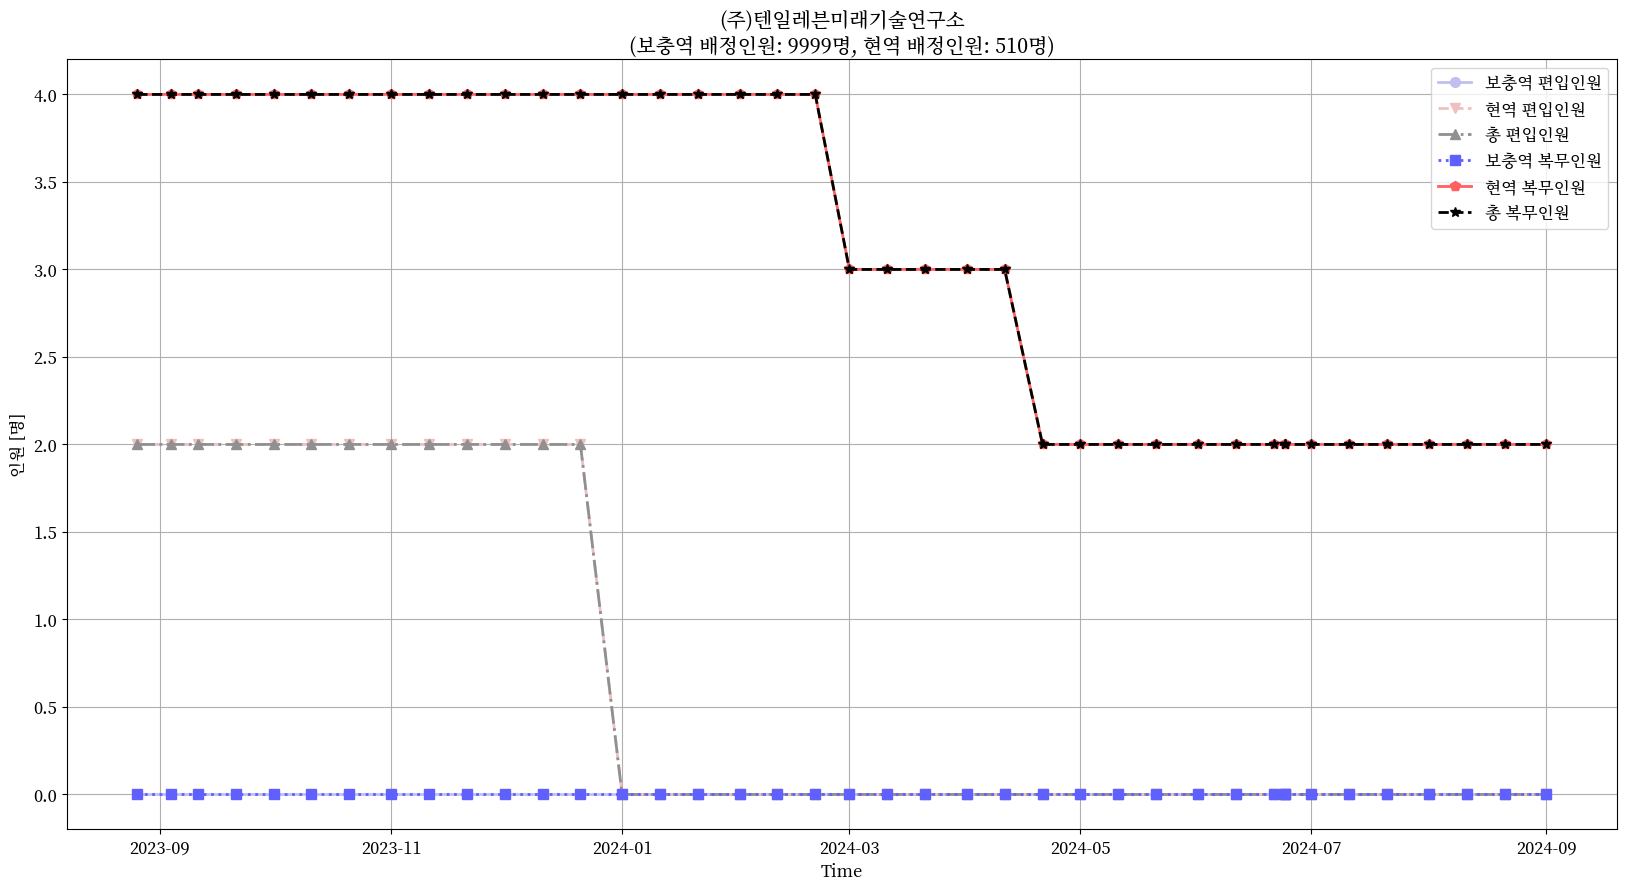 (주)텐일레븐미래기술연구소
(보충역 배정인원: 9999명, 현역 배정인원: 510명)
보충역 편입인원
현역 편입인원
총 편입인원
보충역 복무인원
현역 복무인원
총 복무인원
4.0
3.5
3.0
2.5
2.0
1.5
1.0
0.5
0.0
인원 [명]
2023-09
2023-11
2024-01
2024-03
2024-05
2024-07
2024-09
Time